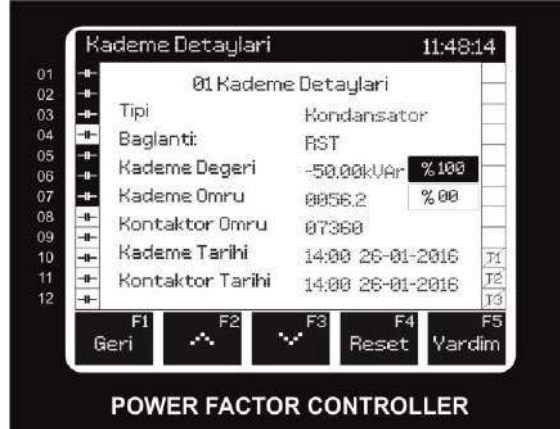 Kademe Detaylari 11:48:14
01 Kademe Detaylari
01
02
03
04
05
06
07
08
09
10
11
12
Tipi Kondansator
Baglanti: RST
Kademe Degeri -50.00kVAr %100
Kademe Omru 0056.2 %00
Kontaktor Omru 07360
Kademe Tarihi 14:00 26-01-2016
Kontaktor Tarihi 14:00 26-01-2016
T1
T2
T3
F1 F2 F3 F4 F5
Geri Reset Yardim
POWER FACTOR CONTROLLER